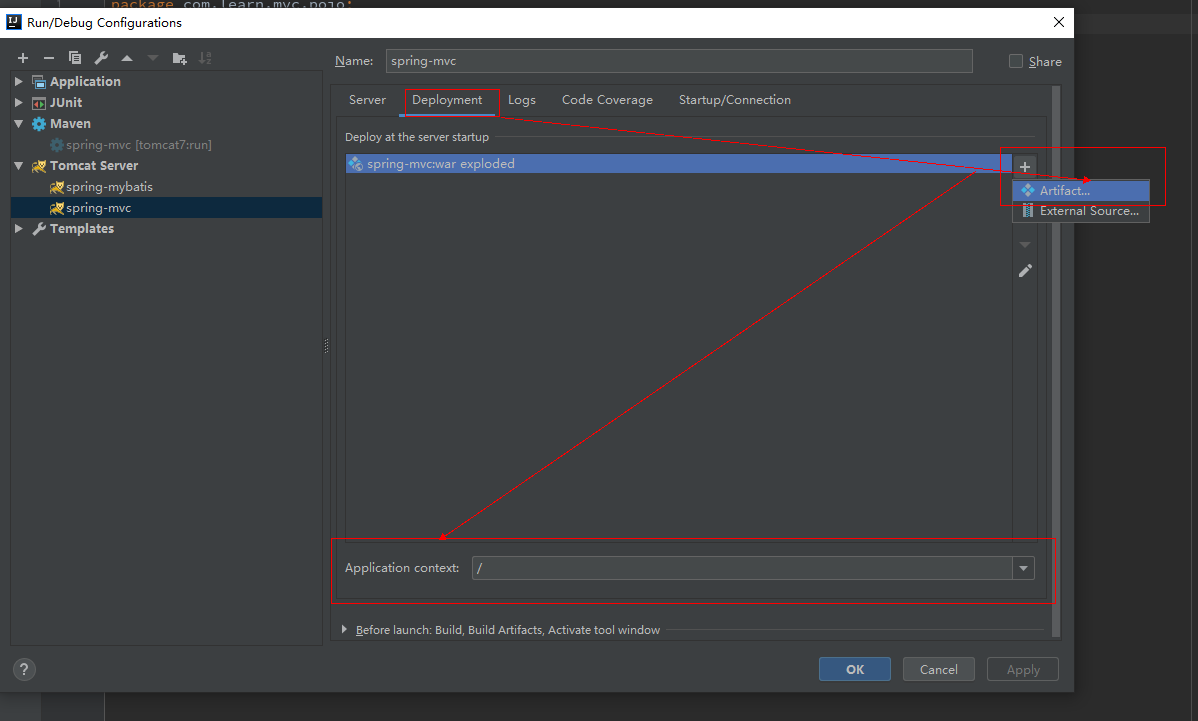 package com.learn.mvc.pojo;
Run/Debug Configurations
Name: spring-mvc
Share
Application
JUnit
Maven
spring-mvc [tomcat7:run]
Tomcat Server
spring-mybatis
spring-mvc
Templates
Server Deployment Logs Code Coverage Startup/Connection
Deploy at the server startup
spring-mvc:war exploded
Artifact...
External Source...
Application context: /
Before launch: Build, Build Artifacts, Activate tool window
? OK Cancel Apply